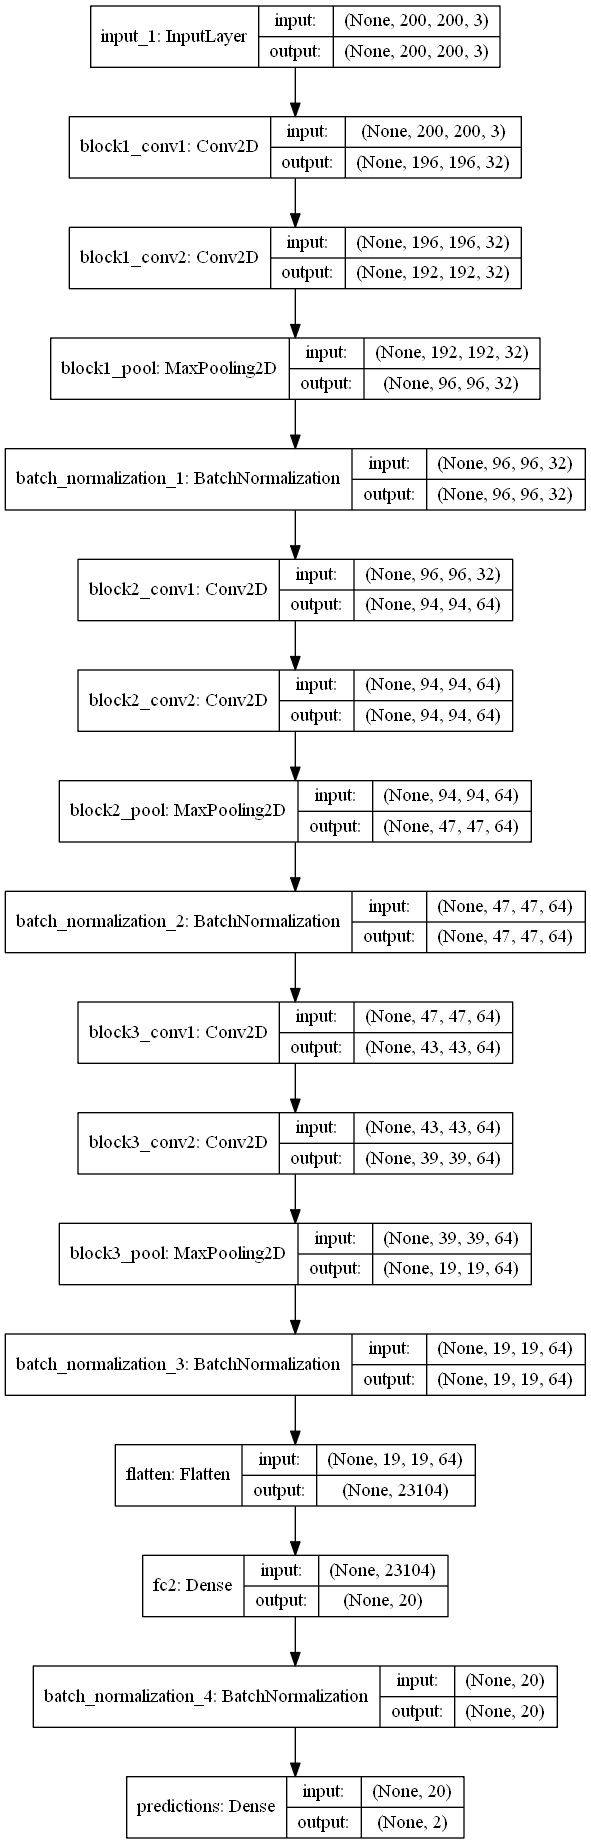 input_1: InputLayer
input: (None, 200, 200, 3)
output: (None, 200, 200, 3)
block1_conv1: Conv2D
input: (None, 200, 200, 3)
output: (None, 196, 196, 32)
block1_conv2: Conv2D
input: (None, 196, 196, 32)
output: (None, 192, 192, 32)
block1_pool: MaxPooling2D
input: (None, 192, 192, 32)
output: (None, 96, 96, 32)
batch_normalization_1: BatchNormalization
input: (None, 96, 96, 32)
output: (None, 96, 96, 32)
block2_conv1: Conv2D
input: (None, 96, 96, 32)
output: (None, 94, 94, 64)
block2_conv2: Conv2D
input: (None, 94, 94, 64)
output: (None, 94, 94, 64)
block2_pool: MaxPooling2D
input: (None, 94, 94, 64)
output: (None, 47, 47, 64)
batch_normalization_2: BatchNormalization
input: (None, 47, 47, 64)
output: (None, 47, 47, 64)
block3_conv1: Conv2D
input: (None, 47, 47, 64)
output: (None, 43, 43, 64)
block3_conv2: Conv2D
input: (None, 43, 43, 64)
output: (None, 39, 39, 64)
block3_pool: MaxPooling2D
input: (None, 39, 39, 64)
output: (None, 19, 19, 64)
batch_normalization_3: BatchNormalization
input: (None, 19, 19, 64)
output: (None, 19, 19, 64)
flatten: Flatten
input: (None, 19, 19, 64)
output: (None, 23104)
fc2: Dense
input: (None, 23104)
output: (None, 20)
batch_normalization_4: BatchNormalization
input: (None, 20)
output: (None, 20)
predictions: Dense
input: (None, 20)
output: (None, 2)